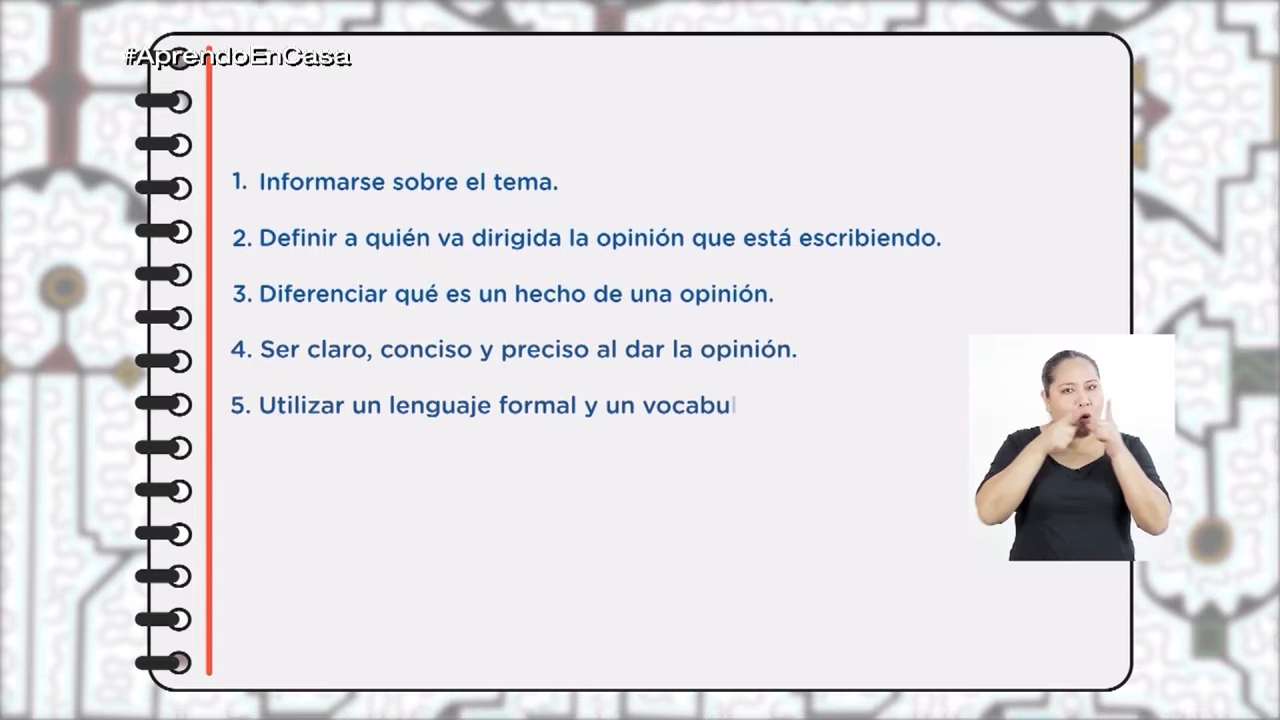 #AprendoEnCasa
1. Informarse sobre el tema.
2. Definir a quién va dirigida la opinión que está escribiendo.
3. Diferenciar qué es un hecho de una opinión.
4. Ser claro, conciso y preciso al dar la opinión.
5. Utilizar un lenguaje formal y un vocabul